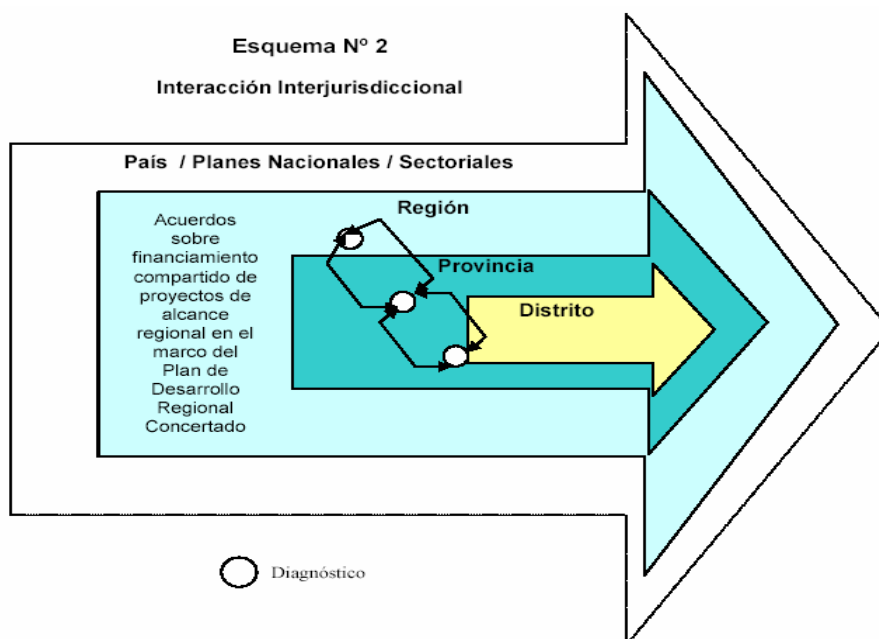 Esquema Nº 2
Interacción Interjurisdiccional
País / Planes Nacionales / Sectoriales
Región
Acuerdos
sobre
financiamiento
compartido de
proyectos de
alcance
regional en el
marco del
Plan de
Desarrollo
Regional
Concertado
Provincia
Distrito
Diagnóstico